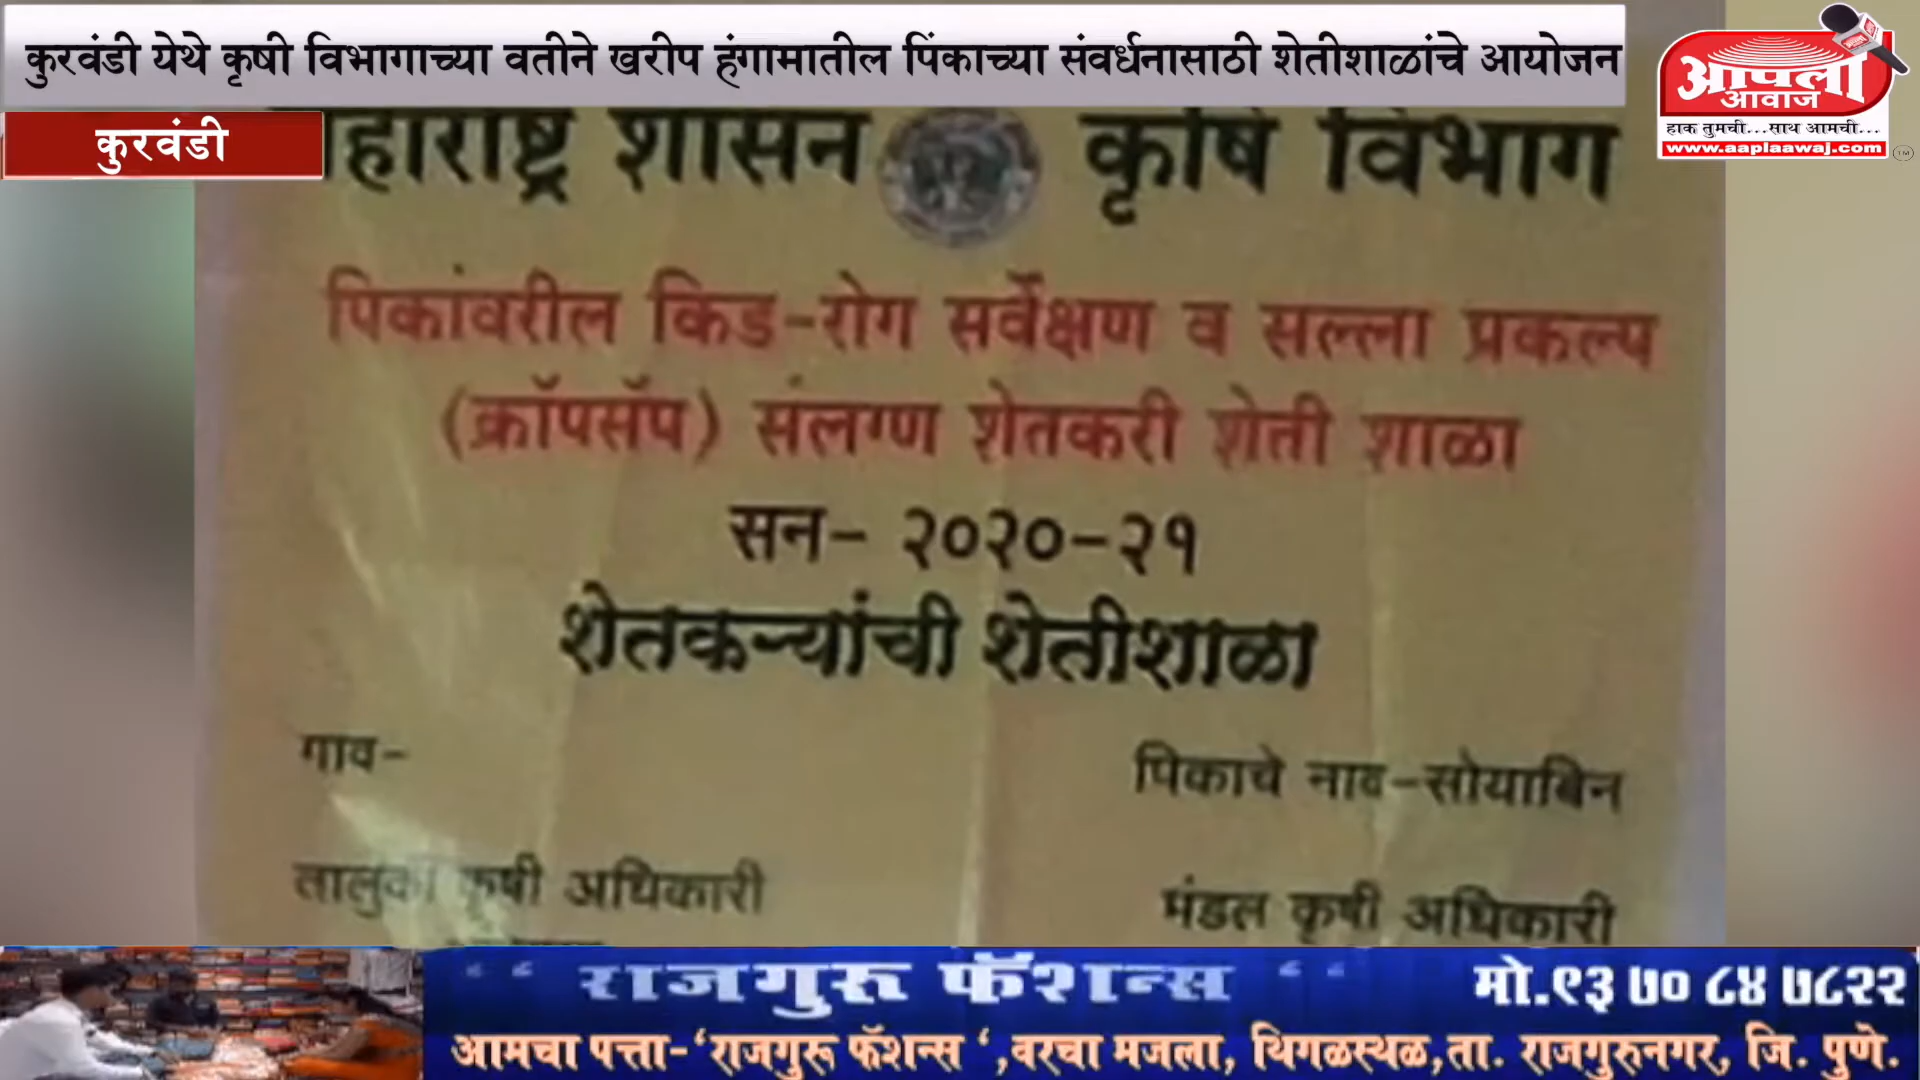 कुरवंडी येथे कृषी विभागाच्या वतीने खरीप हंगामातील पिंकाच्या संवर्धनासाठी शेतीशाळांचे आयोजन
आपला
आवाज
हाक तुमची...साथ आमची...
www.aaplaawaj.com
TM
कुरवंडी
हाराष्ट्र शासन कृषि विभाग
पिकांवरील किड-रोग सर्वेक्षण व सल्ला प्रकल्प
(क्रॉपसॅप) संलग्ण शेतकरी शेती शाळा
सन- २०२०-२१
शेतकऱ्यांची शेतीशाळा
गाव-
पिकाचे नाव-सोयाबिन
तालुका कृषी अधिकारी
मंडल कृषी अधिकारी
“ राजगुरू फॅशन्स “ मो.९३ ७० ८४ ७८२२
आमचा पत्ता-‘राजगुरू फॅशन्स ‘,वरचा मजला, थिगळस्थळ,ता. राजगुरुनगर, जि. पुणे.